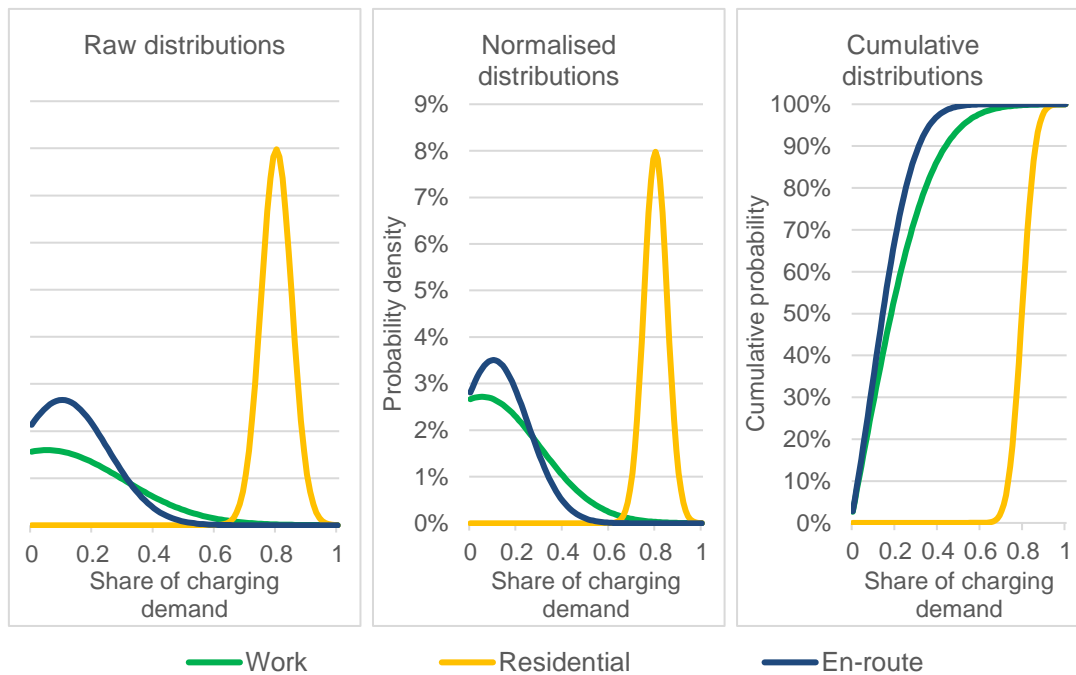 Raw distributions
0 0.2 0.4 0.6 0.8 1
Share of charging
demand
Normalised
distributions
Probability density
9%
8%
7%
6%
5%
4%
3%
2%
1%
0%
0 0.2 0.4 0.6 0.8 1
Share of charging
demand
Cumulative
distributions
Cumulative probability
100%
90%
80%
70%
60%
50%
40%
30%
20%
10%
0%
0 0.2 0.4 0.6 0.8 1
Share of charging
demand
Work Residential En-route